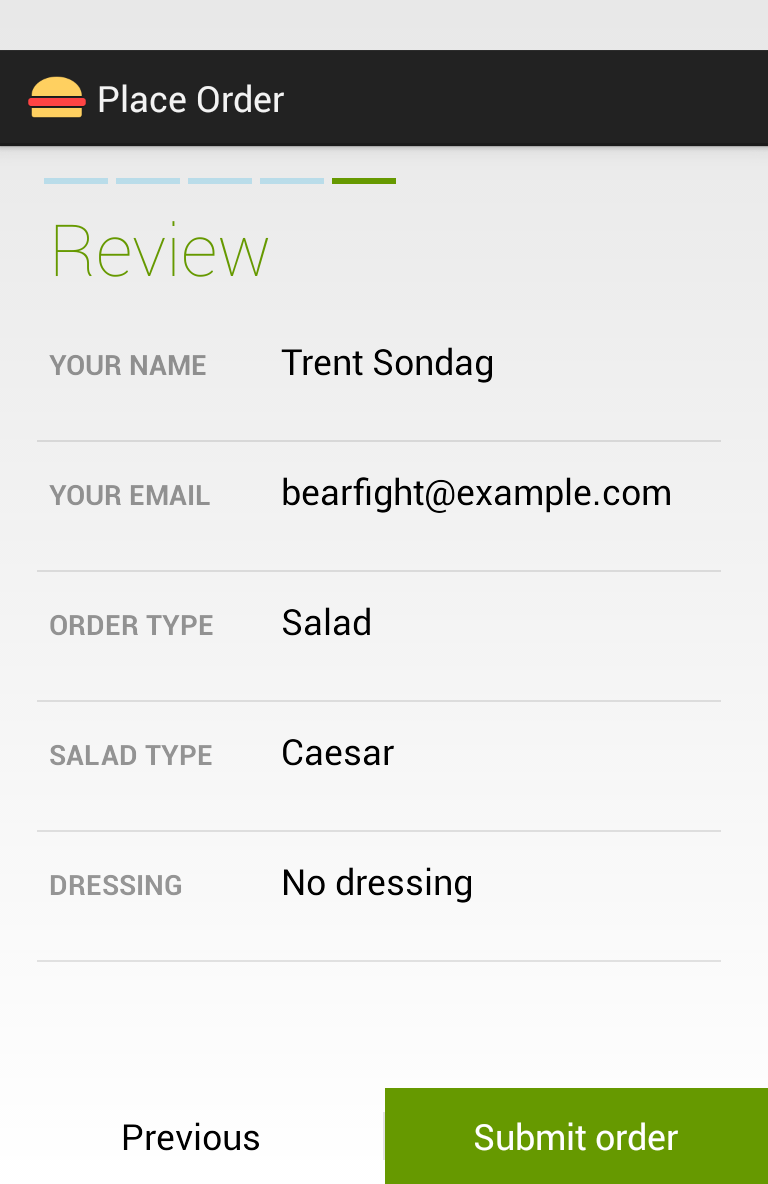 Place Order
Review
YOUR NAME Trent Sondag
YOUR EMAIL bearfight@example.com
ORDER TYPE Salad
SALAD TYPE Caesar
DRESSING No dressing
Previous Submit order